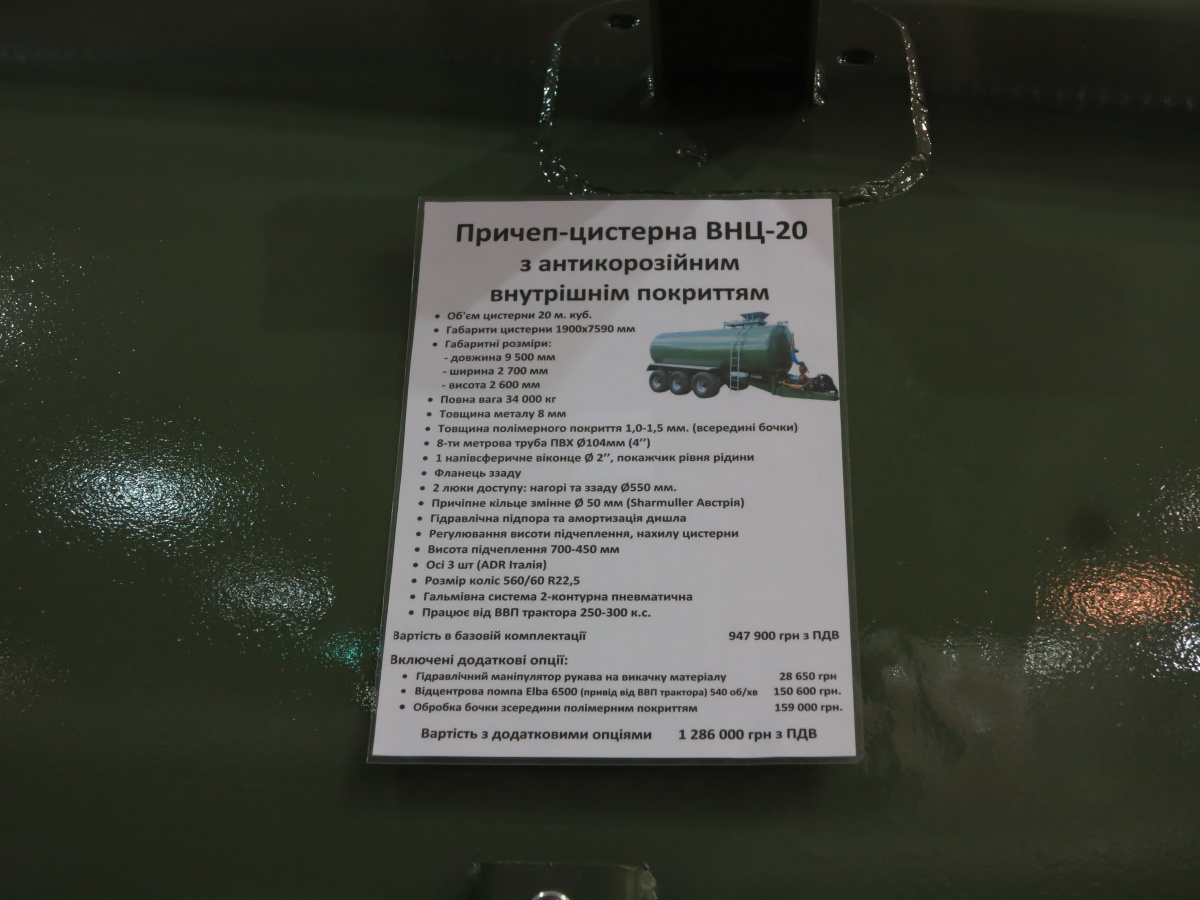 Причеп-цистерна ВНЦ-20
з антикорозійним
внутрішнім покриттям
• Об'єм цистерни 20 м. куб.
• Габарити цистерни 1900х7590 мм
• Габаритні розміри:
- довжина 9 500 мм
- ширина 2 700 мм
- висота 2 600 мм
• Повна вага 34 000 кг
• Товщина металу 8 мм
• Товщина полімерного покриття 1,0-1,5 мм. (всередині бочки)
• 8-ти метрова труба ПВХ Ø104мм (4’’)
• 1 напівсферичне віконце Ø 2’’, покажчик рівня рідини
• Фланець ззаду
• 2 люки доступу: нагорі та ззаду Ø550 мм.
• Причіпне кільце змінне Ø 50 мм (Sharmuller Австрія)
• Гідравлічна підпора та амортизація дишла
• Регулювання висоти підчеплення, нахилу цистерни
• Висота підчеплення 700-450 мм
• Осі 3 шт (ADR Італія)
• Розмір коліс 560/60 R22,5
• Гальмівна система 2-контурна пневматична
• Працює від ВВП трактора 250-300 к.с.
Вартість в базовій комплектації 947 900 грн з ПДВ
Включені додаткові опції:
• Гідравлічний маніпулятор рукава на викачку матеріалу 28 650 грн
• Відцентрова помпа Elba 6500 (привід від ВВП трактора) 540 об/хв 150 600 грн.
• Обробка бочки зсередини полімерним покриттям 159 000 грн.
Вартість з додатковими опціями 1 286 000 грн з ПДВ